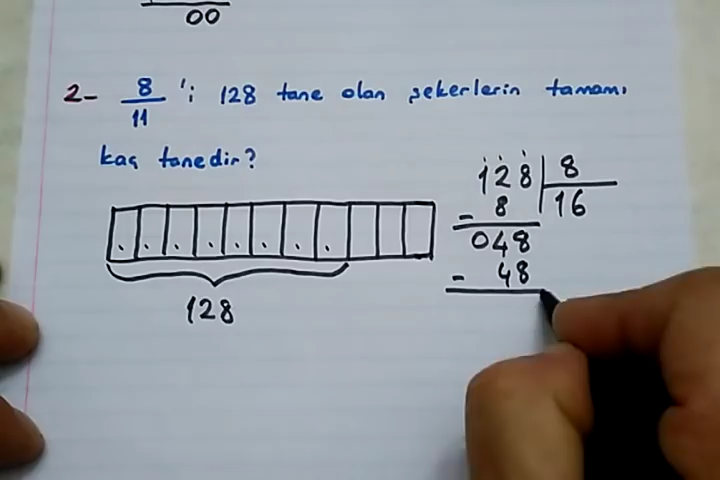 00
2- 8/11 'i 128 tane olan şekerlerin tamamı
kaç tanedir?
128 8
- 8 16
048
- 48
128